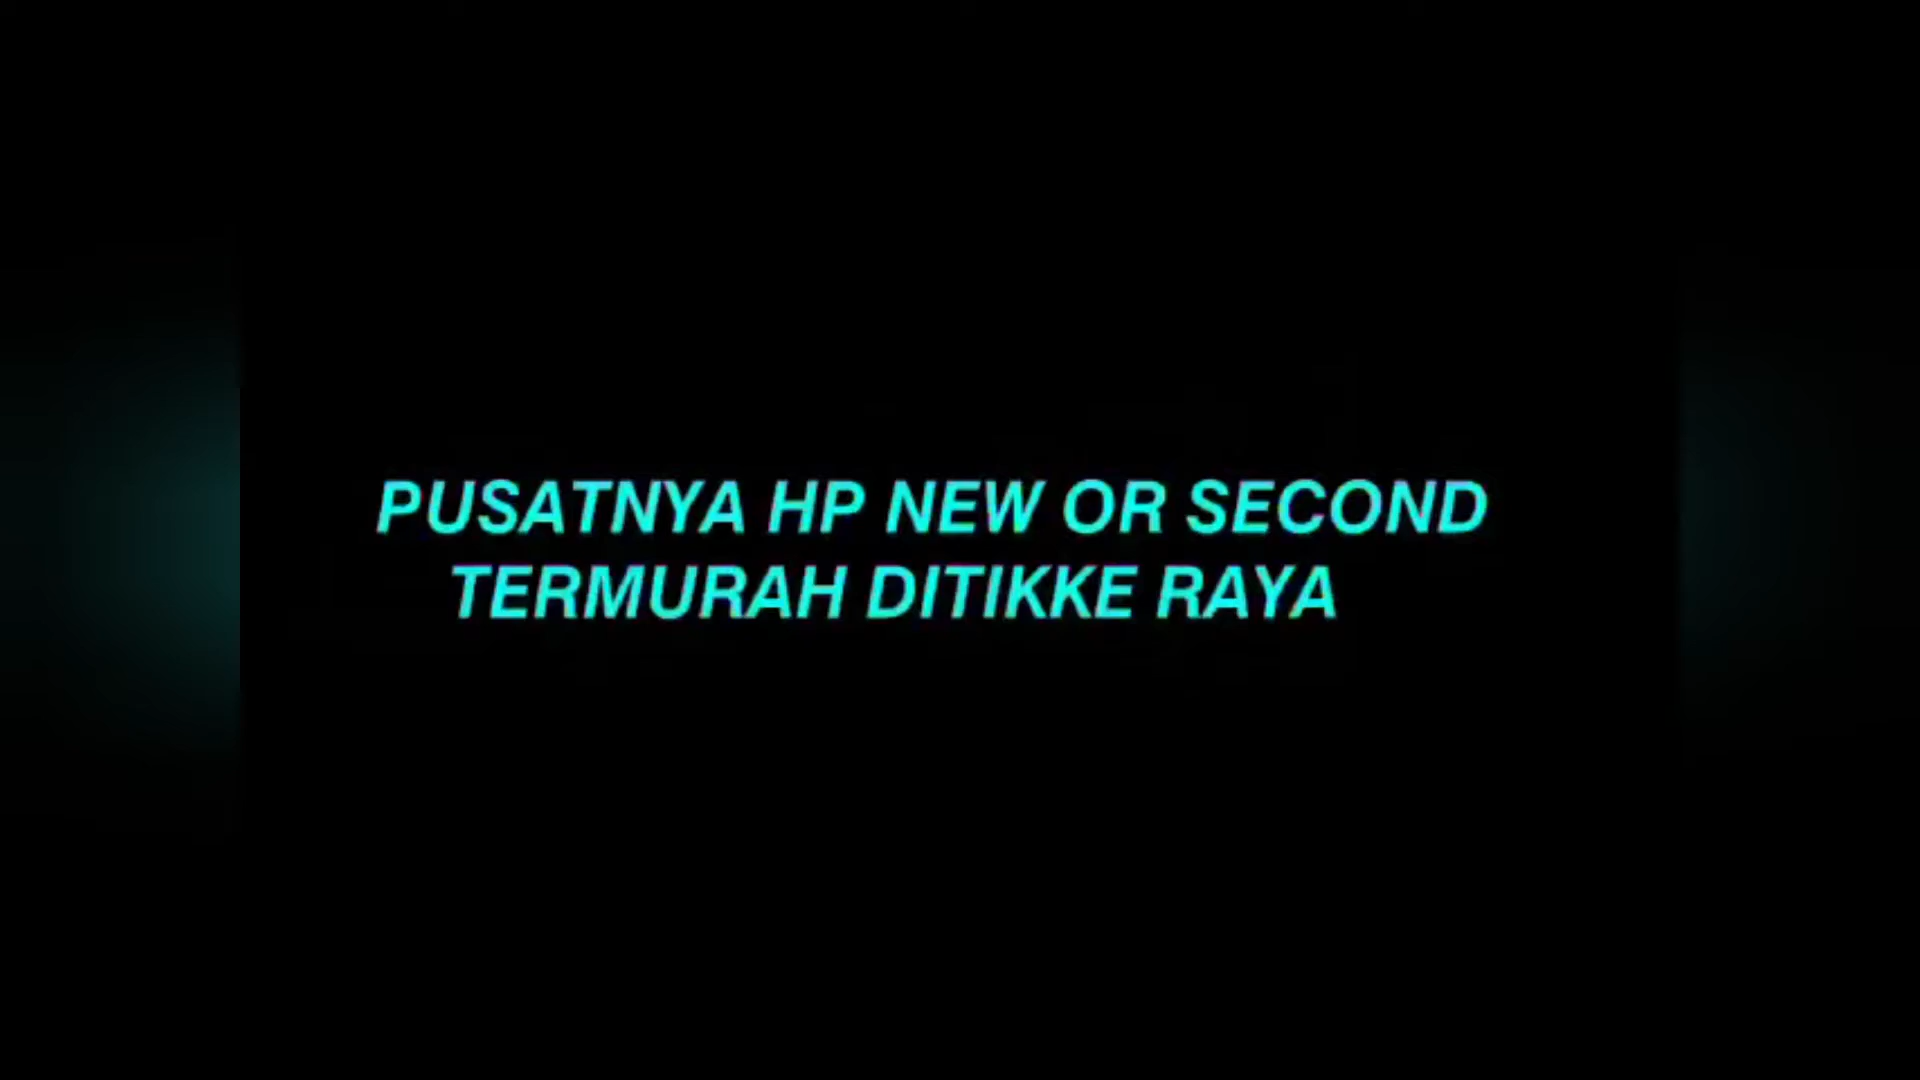 PUSATNYA HP NEW OR SECOND
TERMURAH DITIKKE RAYA